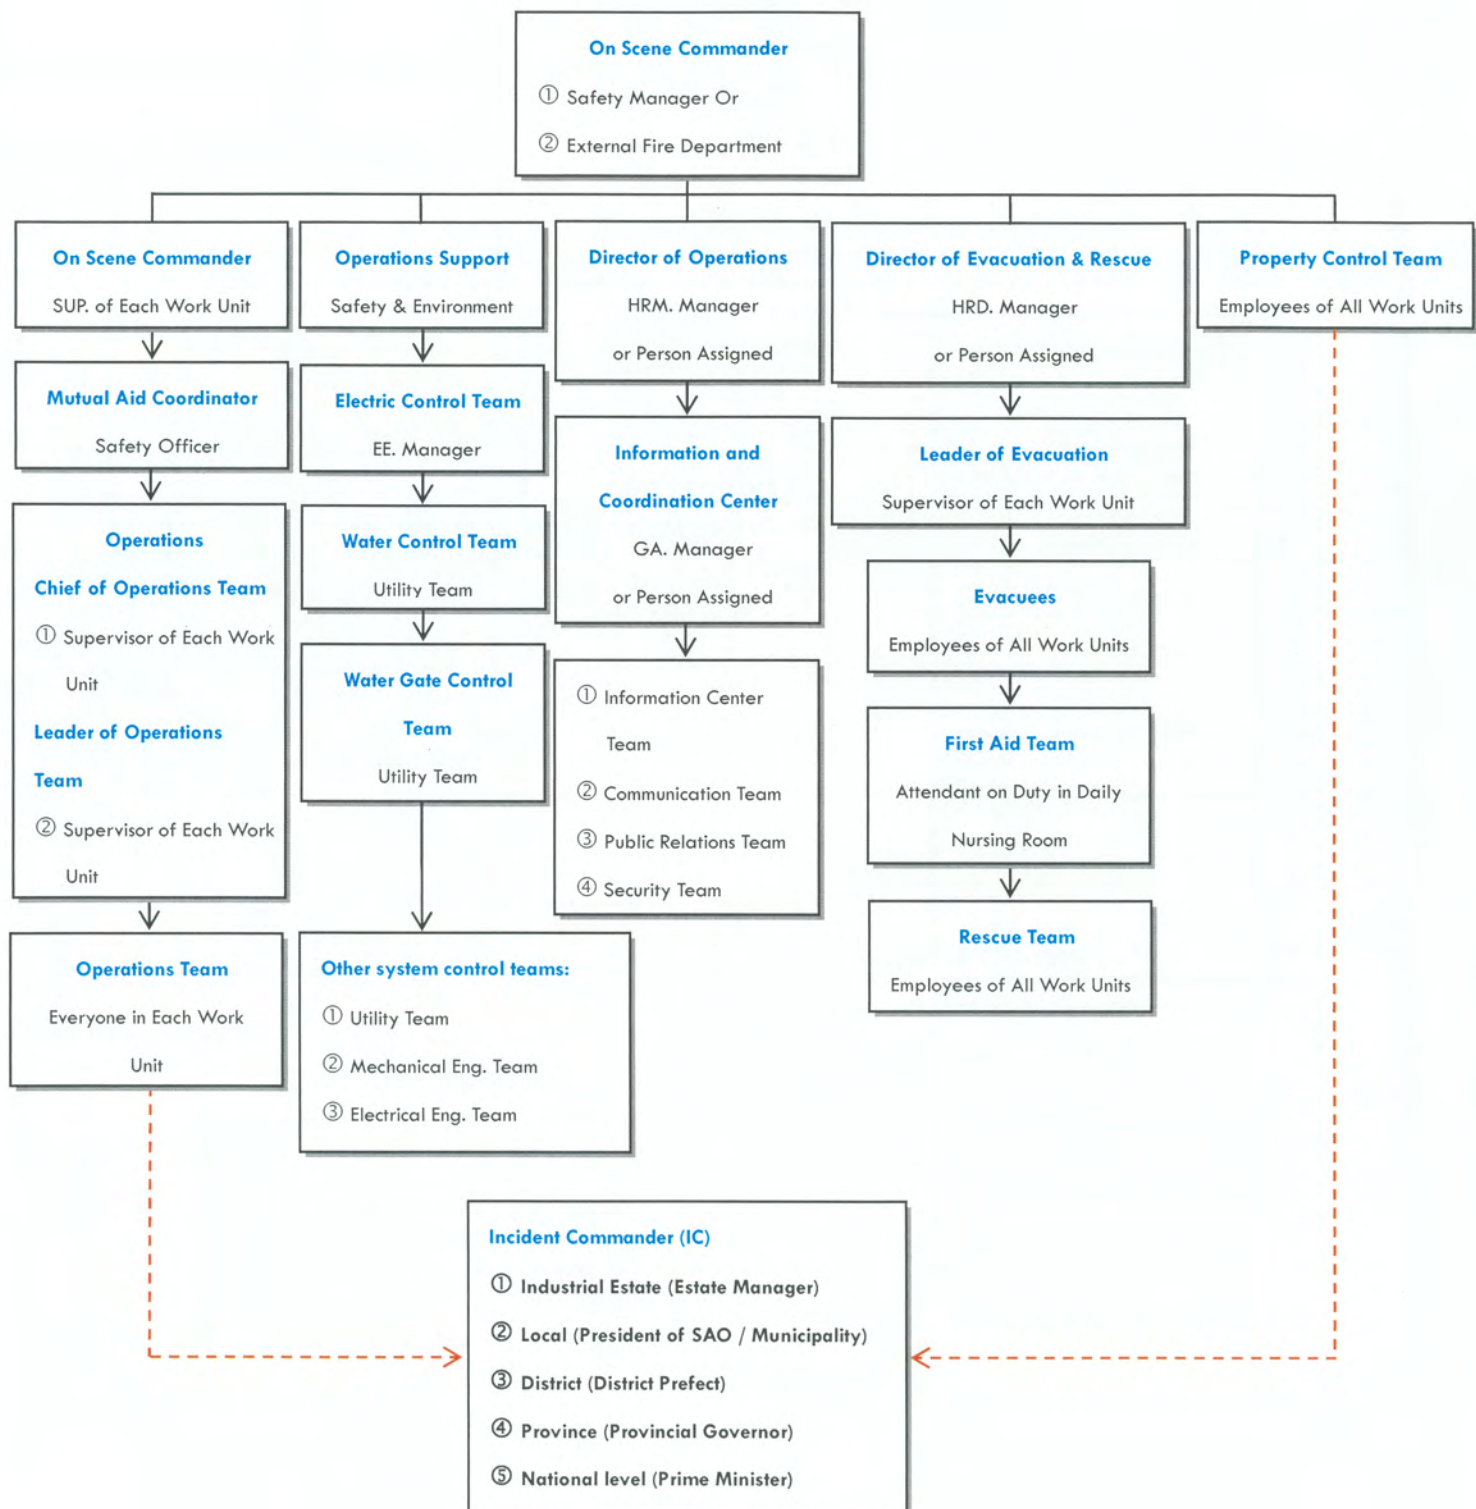 On Scene Commander
① Safety Manager Or
② External Fire Department
On Scene Commander
SUP. of Each Work Unit
Operations Support
Safety & Environment
Director of Operations
HRM. Manager
or Person Assigned
Director of Evacuation & Rescue
HRD. Manager
or Person Assigned
Property Control Team
Employees of All Work Units
Mutual Aid Coordinator
Safety Officer
Electric Control Team
EE. Manager
Information and
Coordination Center
GA. Manager
or Person Assigned
Leader of Evacuation
Supervisor of Each Work Unit
Operations
Chief of Operations Team
① Supervisor of Each Work
Unit
Leader of Operations
Team
② Supervisor of Each Work
Unit
Water Control Team
Utility Team
Water Gate Control
Team
Utility Team
① Information Center
Team
② Communication Team
③ Public Relations Team
④ Security Team
Evacuees
Employees of All Work Units
First Aid Team
Attendant on Duty in Daily
Nursing Room
Rescue Team
Employees of All Work Units
Operations Team
Everyone in Each Work
Unit
Other system control teams:
① Utility Team
② Mechanical Eng. Team
③ Electrical Eng. Team
Incident Commander (IC)
① Industrial Estate (Estate Manager)
② Local (President of SAO / Municipality)
③ District (District Prefect)
④ Province (Provincial Governor)
⑤ National level (Prime Minister)